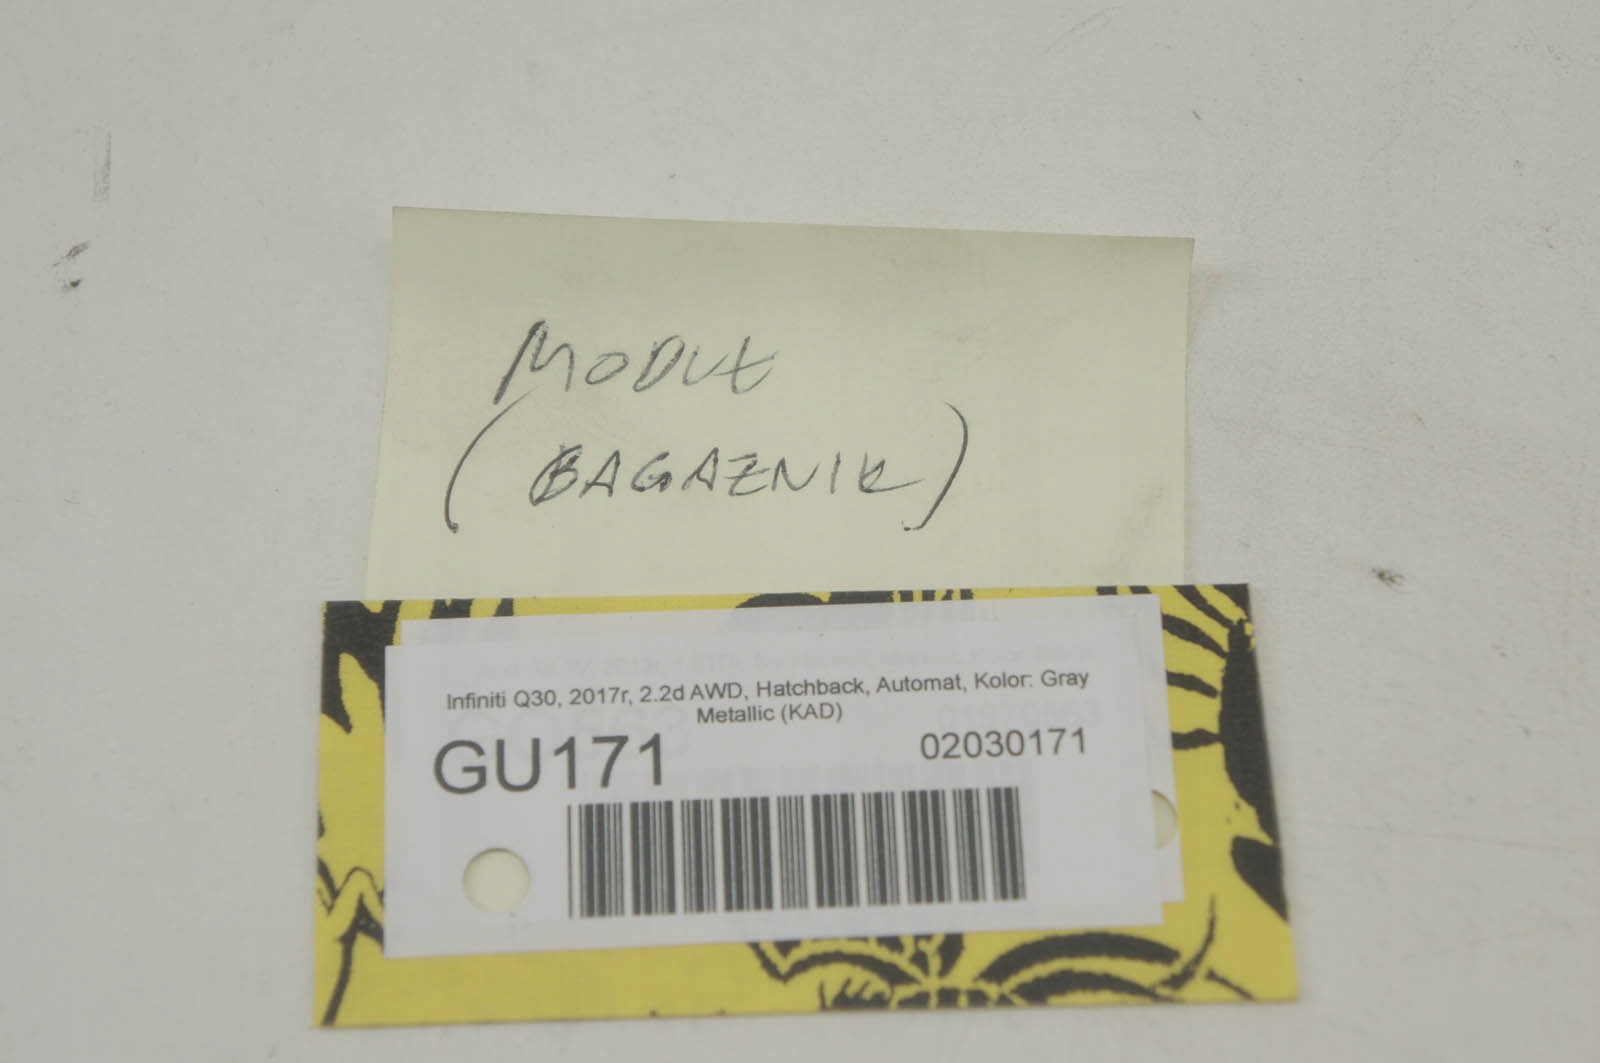 MODUŁ
(BAGAZNIK)
Infiniti Q30, 2017r, 2.2d AWD, Hatchback, Automat, Kolor: Gray
Metallic (KAD)
GU171
02030171